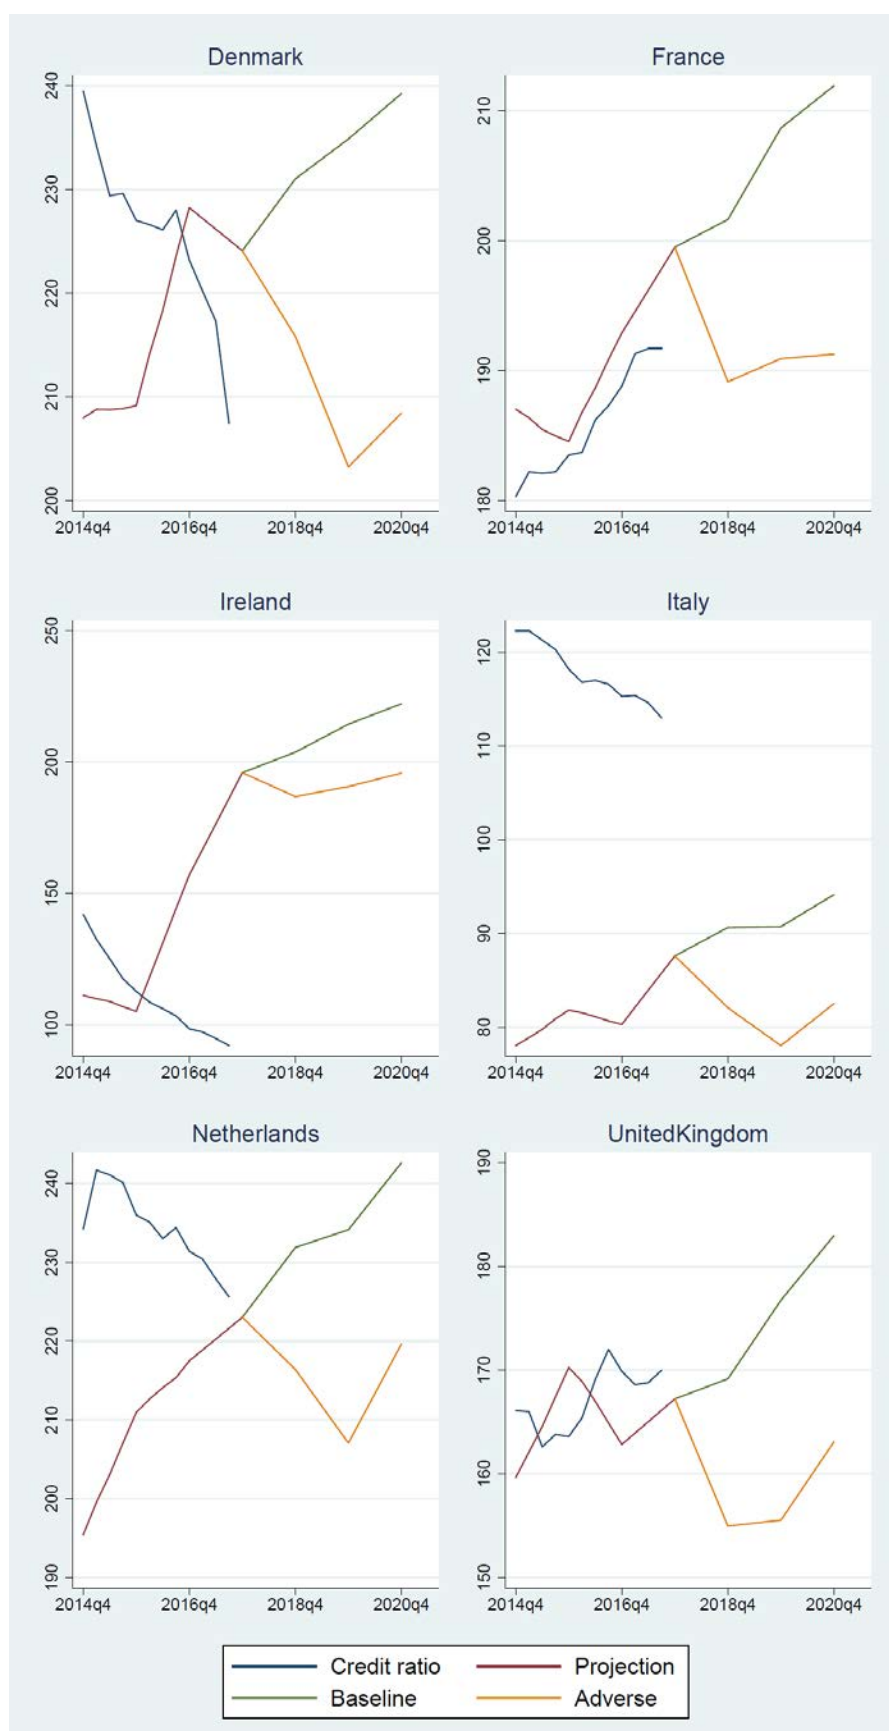 Denmark
France
240
230
220
210
200
2014q4 2016q4 2018q4 2020q4
210
200
190
180
2014q4 2016q4 2018q4 2020q4
Ireland
Italy
250
200
150
100
2014q4 2016q4 2018q4 2020q4
120
110
100
90
80
2014q4 2016q4 2018q4 2020q4
Netherlands
UnitedKingdom
240
230
220
210
200
190
2014q4 2016q4 2018q4 2020q4
190
180
170
160
150
2014q4 2016q4 2018q4 2020q4
Credit ratio Projection
Baseline Adverse